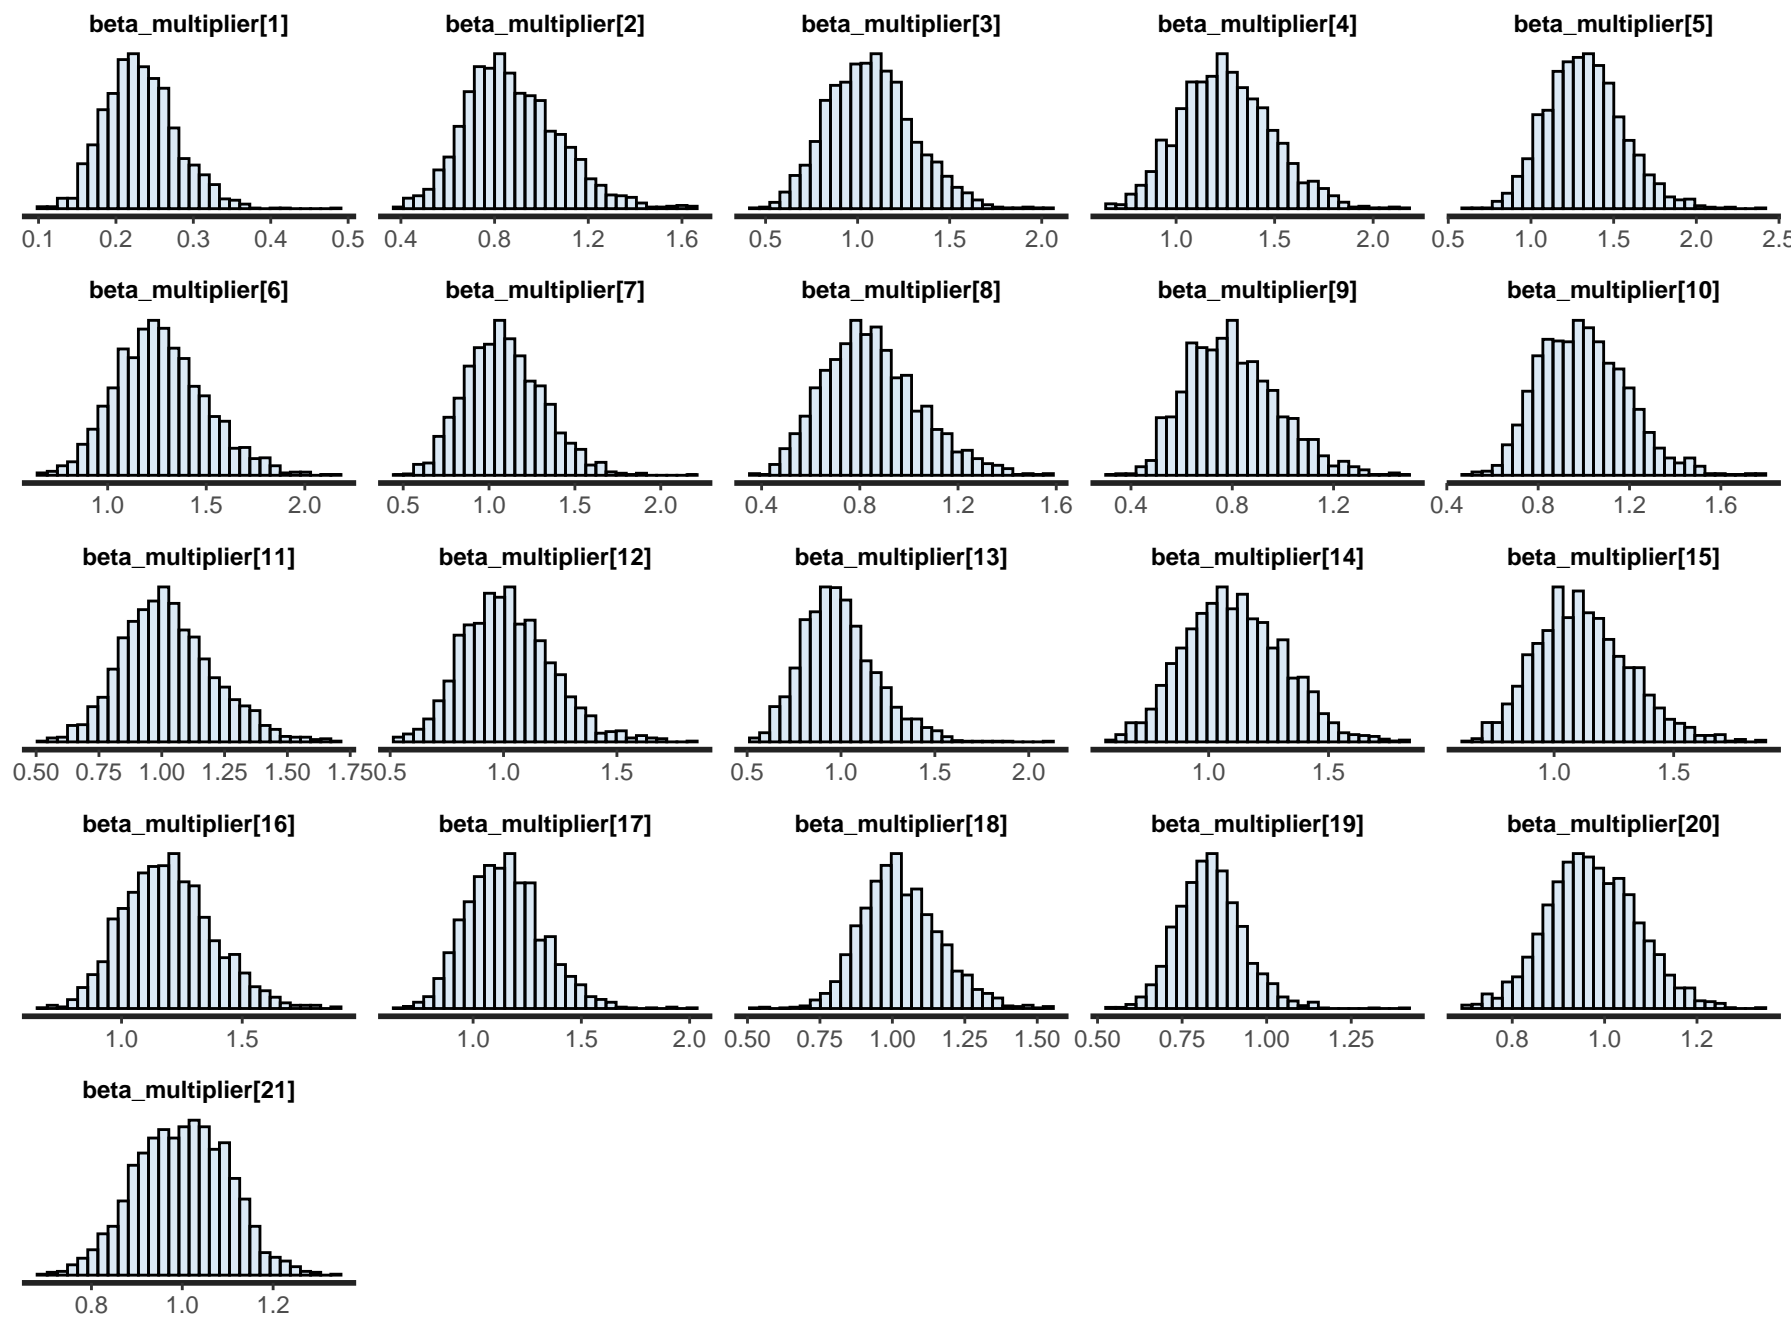 beta_multiplier[1] beta_multiplier[2] beta_multiplier[3] beta_multiplier[4] beta_multiplier[5]
0.1 0.2 0.3 0.4 0.5 0.4 0.8 1.2 1.6 0.5 1.0 1.5 2.0 1.0 1.5 2.0 0.5 1.0 1.5 2.0 2.5
beta_multiplier[6] beta_multiplier[7] beta_multiplier[8] beta_multiplier[9] beta_multiplier[10]
1.0 1.5 2.0 0.5 1.0 1.5 2.0 0.4 0.8 1.2 1.6 0.4 0.8 1.2 0.4 0.8 1.2 1.6
beta_multiplier[11] beta_multiplier[12] beta_multiplier[13] beta_multiplier[14] beta_multiplier[15]
0.50 0.75 1.00 1.25 1.50 1.75 0.5 1.0 1.5 0.5 1.0 1.5 2.0 1.0 1.5 1.0 1.5
beta_multiplier[16] beta_multiplier[17] beta_multiplier[18] beta_multiplier[19] beta_multiplier[20]
1.0 1.5 1.0 1.5 2.0 0.50 0.75 1.00 1.25 1.50 0.50 0.75 1.00 1.25 0.8 1.0 1.2
beta_multiplier[21]
0.8 1.0 1.2